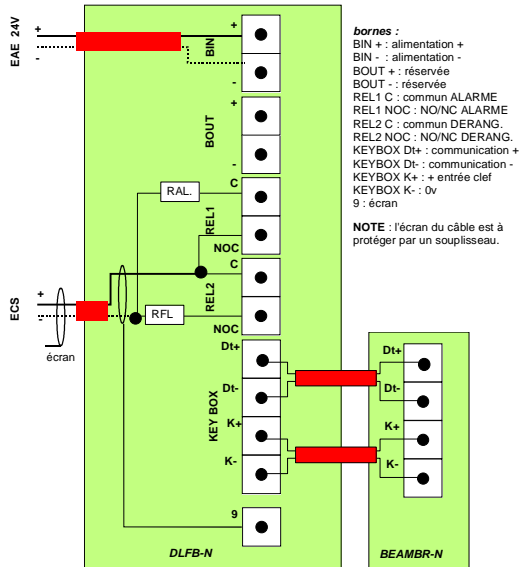 EAE 24V
+
-
BIN
+
-
BOUT
+
-
RAL.
C
REL1
NOC
C
REL2
RFL
NOC
ECS
+
-
écran
KEY BOX
Dt+
Dt-
K+
K-
9
DLFB-N
Dt+
Dt-
K+
K-
BEAMBR-N
bornes :
BIN + : alimentation +
BIN - : alimentation -
BOUT + : réservée
BOUT - : réservée
REL1 C : commun ALARME
REL1 NOC : NO/NC ALARME
REL2 C : commun DERANG.
REL2 NOC : NO/NC DERANG.
KEYBOX Dt+ : communication +
KEYBOX Dt- : communication -
KEYBOX K+ : + entrée clef
KEYBOX K- : 0v
9 : écran
NOTE : l'écran du câble est à
protéger par un souplisseau.